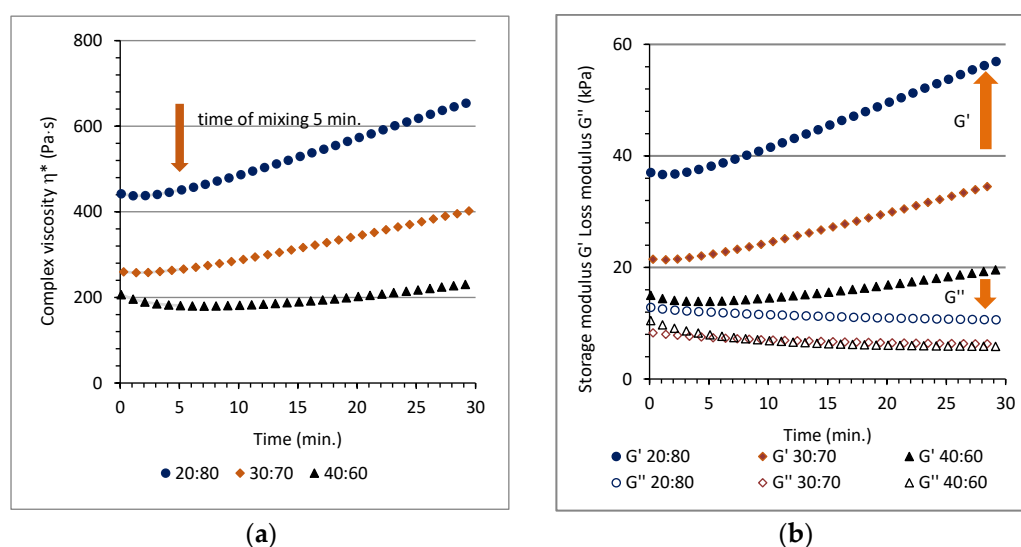 Complex viscosity η* (Pa·s)
800
600
400
200
0
time of mixing 5 min.
0 5 10 15 20 25 30
Time (min.)
20:80 30:70 40:60
(a)
Storage modulus G' Loss modulus G'' (kPa)
60
40
20
0
G'
G''
0 5 10 15 20 25 30
Time (min.)
G' 20:80 G' 30:70 G' 40:60
G'' 20:80 G'' 30:70 G'' 40:60
(b)